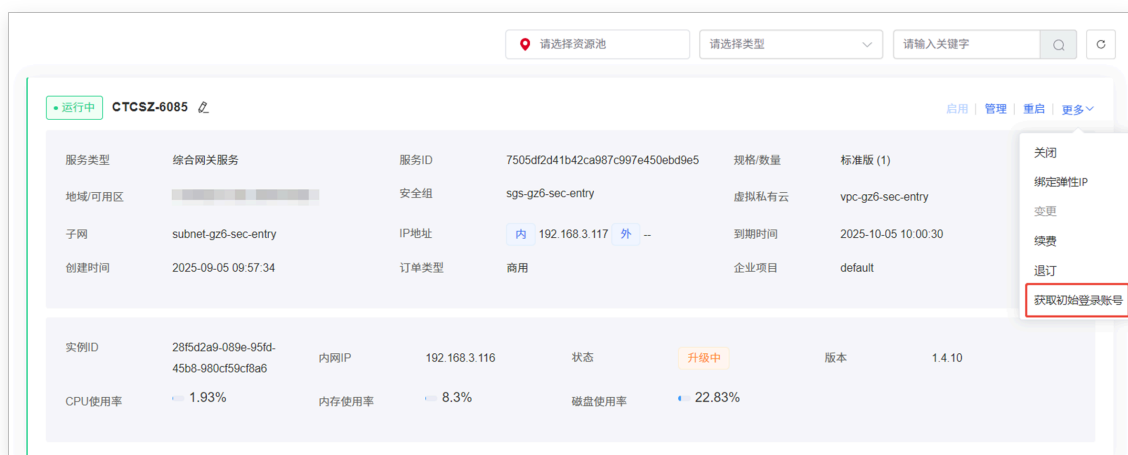 请选择资源池 请选择类型 请输入关键字
运行中 CTCSZ-6085 启用 管理 重启 更多
服务类型 综合网关服务 服务ID 7505df2d41b42ca987c997e450ebd9e5 规格/数量 标准版 (1)
地域/可用区 安全组 sgs-gz6-sec-entry 虚拟私有云 vpc-gz6-sec-entry
子网 subnet-gz6-sec-entry IP地址 内 192.168.3.117 外 -- 到期时间 2025-10-05 10:00:30
创建时间 2025-09-05 09:57:34 订单类型 商用 企业项目 default
关闭
绑定弹性IP
变更
续费
退订
获取初始登录账号
实例ID 28f5d2a9-089e-95fd-
45b8-980cf59cf8a6 内网IP 192.168.3.116 状态 升级中 版本 1.4.10
CPU使用率 1.93% 内存使用率 8.3% 磁盘使用率 22.83%